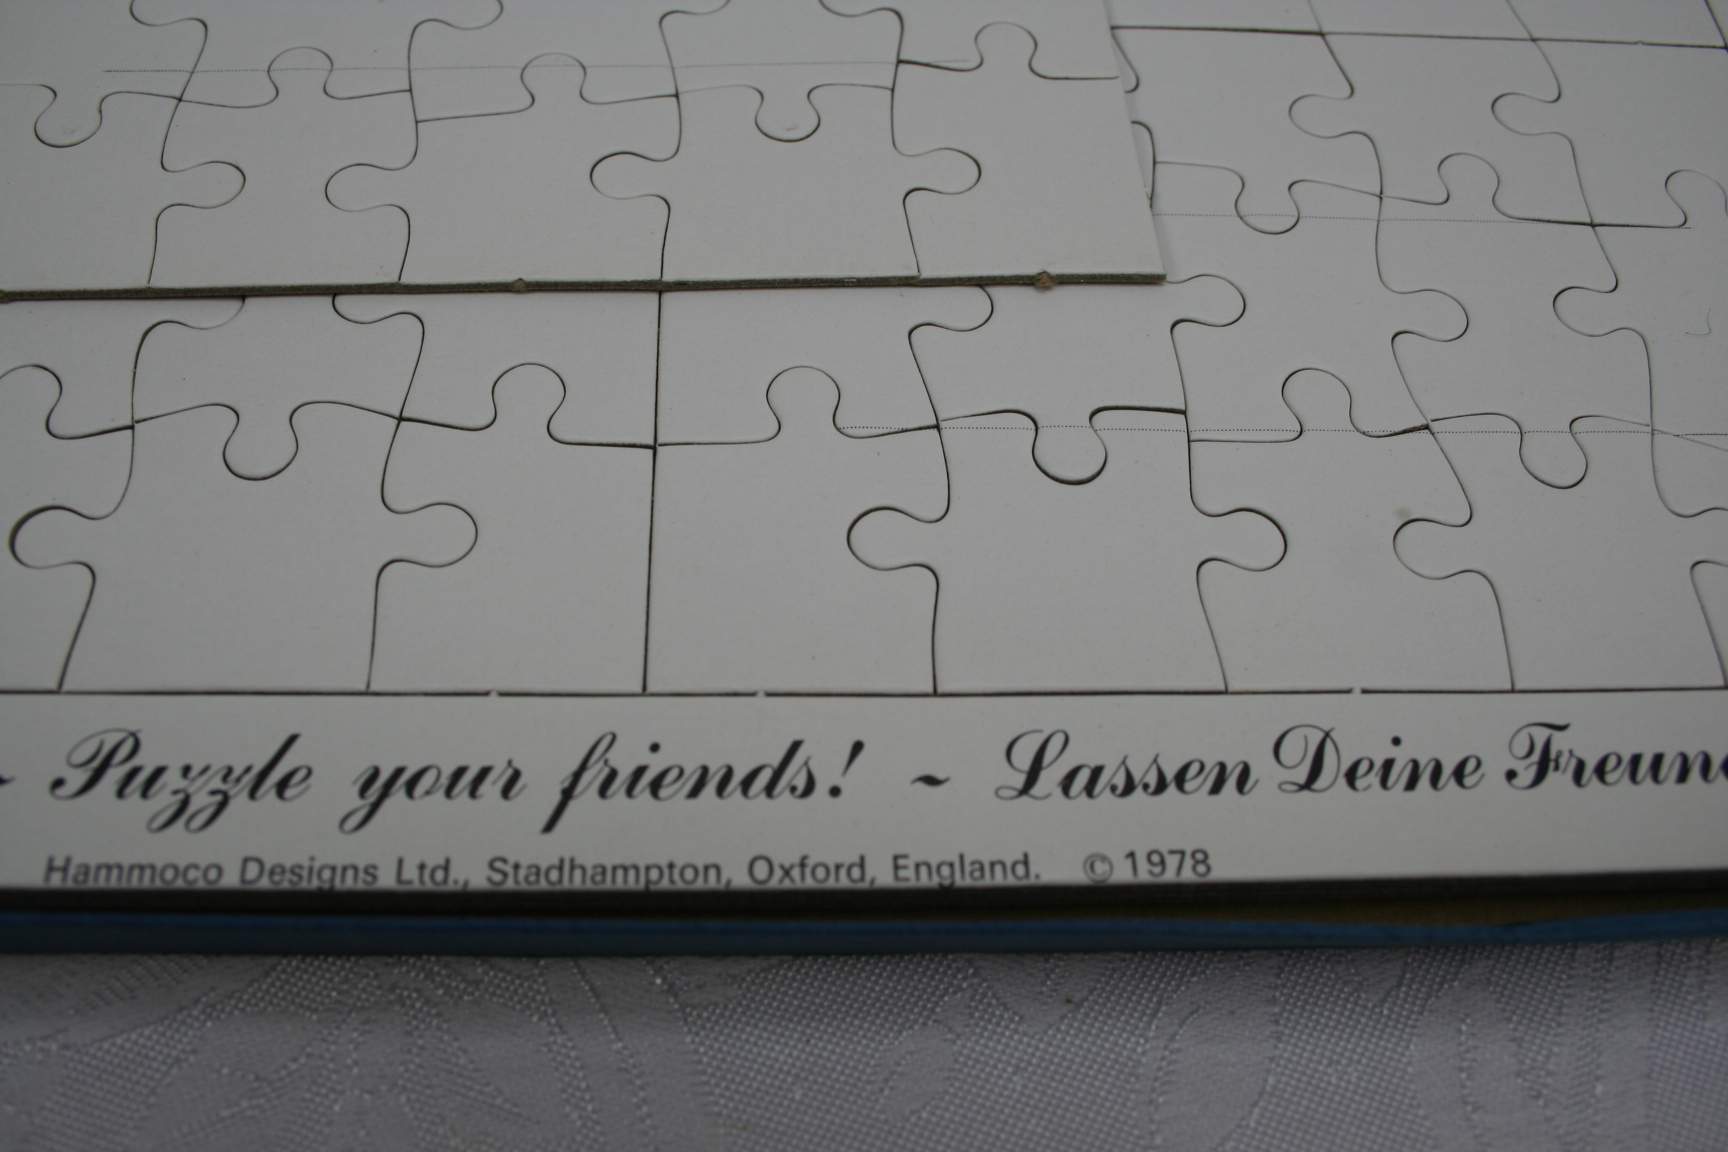 ~ Puzzle your friends! ~ Lassen Deine
Hammoco Designs Ltd., Stadhampton, Oxford, England. © 1978